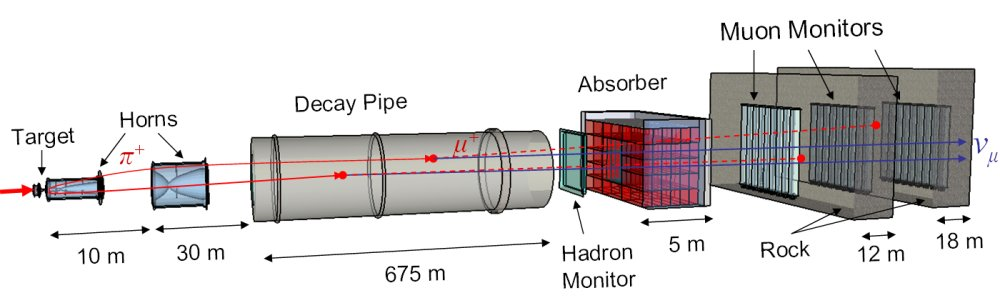 Target
Horns
π+
Decay Pipe
μ+
Absorber
Muon Monitors
νμ
10 m
30 m
675 m
Hadron
Monitor
5 m
Rock
12 m
18 m